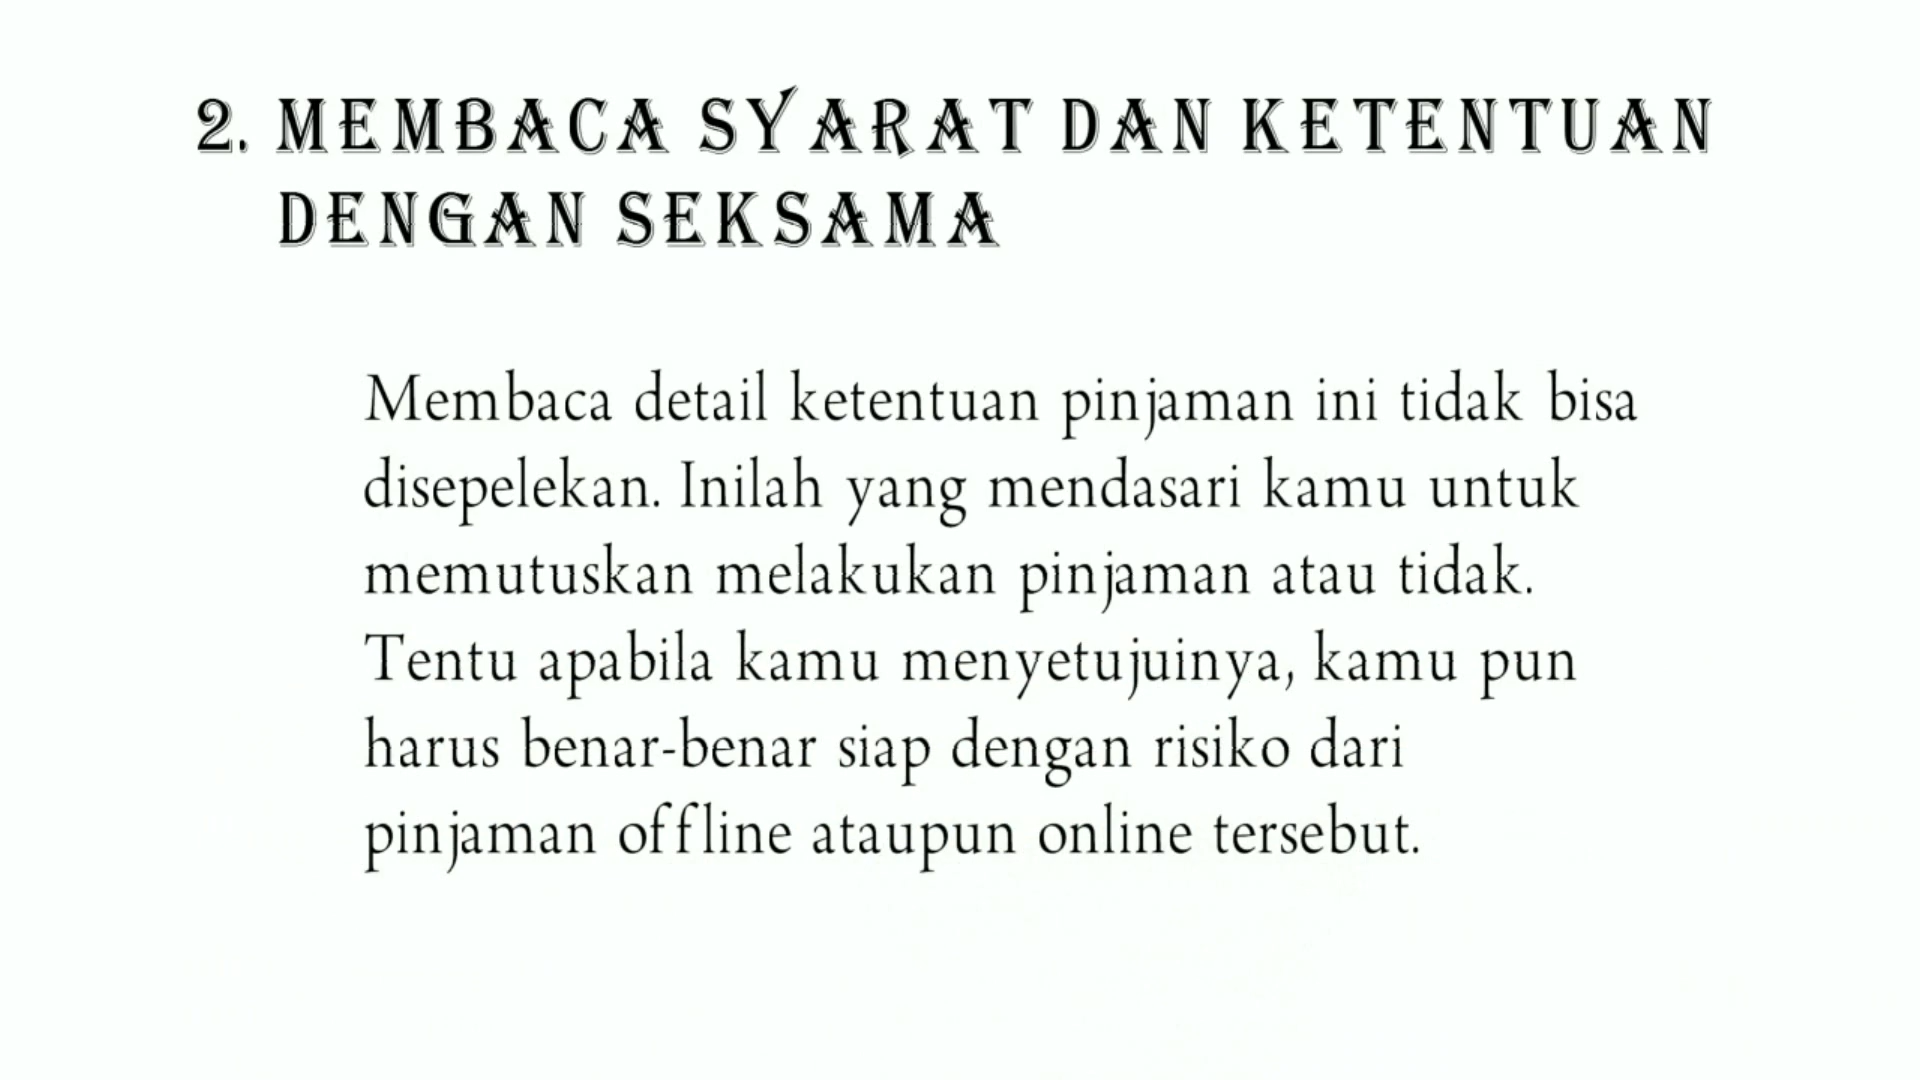 2. MEMBACA SYARAT DAN KETENTUAN
DENGAN SEKSAMA
Membaca detail ketentuan pinjaman ini tidak bisa
disepelekan. Inilah yang mendasari kamu untuk
memutuskan melakukan pinjaman atau tidak.
Tentu apabila kamu menyetujuinya, kamu pun
harus benar-benar siap dengan risiko dari
pinjaman offline ataupun online tersebut.